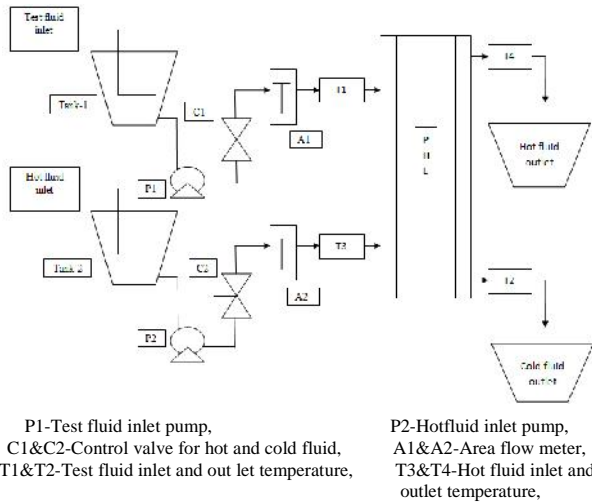 Test fluid
inlet
Tank-1
C1
A1
T1
T4
Hot fluid
outlet
P1
Hot fluid
inlet
P
H
E
Tank-2
C2
A2
T3
T2
P2
Cold fluid
outlet
P1-Test fluid inlet pump,
P2-Hotfluid inlet pump,
C1&C2-Control valve for hot and cold fluid,
A1&A2-Area flow meter,
T1&T2-Test fluid inlet and out let temperature,
T3&T4-Hot fluid inlet and
outlet temperature,